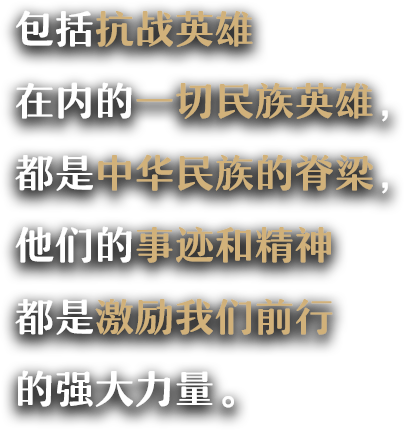 包括抗战英雄
在内的一切民族英雄，
都是中华民族的脊梁，
他们的事迹和精神
都是激励我们前行
的强大力量。